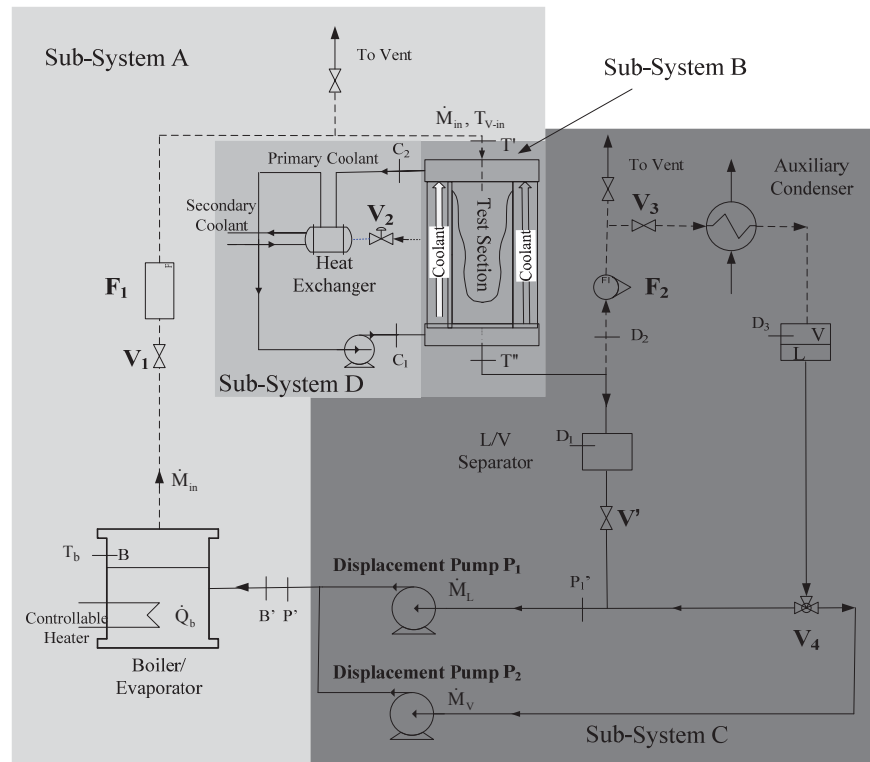 Sub-System A
To Vent
Sub-System B
Ṁin , TV-in
T'
C2
Primary Coolant
Secondary
Coolant
V2
Heat
Exchanger
Coolant
Test Section
Coolant
To Vent
Auxiliary
Condenser
V3
F1
F
FI
F2
V1
C1
T"
D2
D3
V
L
Sub-System D
D1
L/V
Separator
Ṁin
V'
Tb
B
Displacement Pump P1
ṀL
P1'
Controllable
Heater
Q̇b
B'
P'
V4
Boiler/
Evaporator
Displacement Pump P2
ṀV
Sub-System C